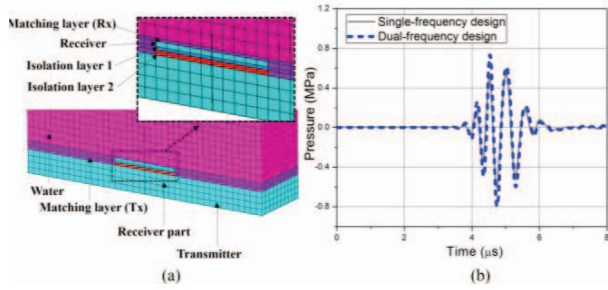 Matching layer (Rx)
Receiver
Isolation layer 1
Isolation layer 2
Water
Matching layer (Tx)
Receiver part
Transmitter
(a)
Single-frequency design
Dual-frequency design
Pressure (MPa)
1.2
0.8
0.4
0.0
-0.4
-0.8
0
2
4
6
8
Time (μs)
(b)